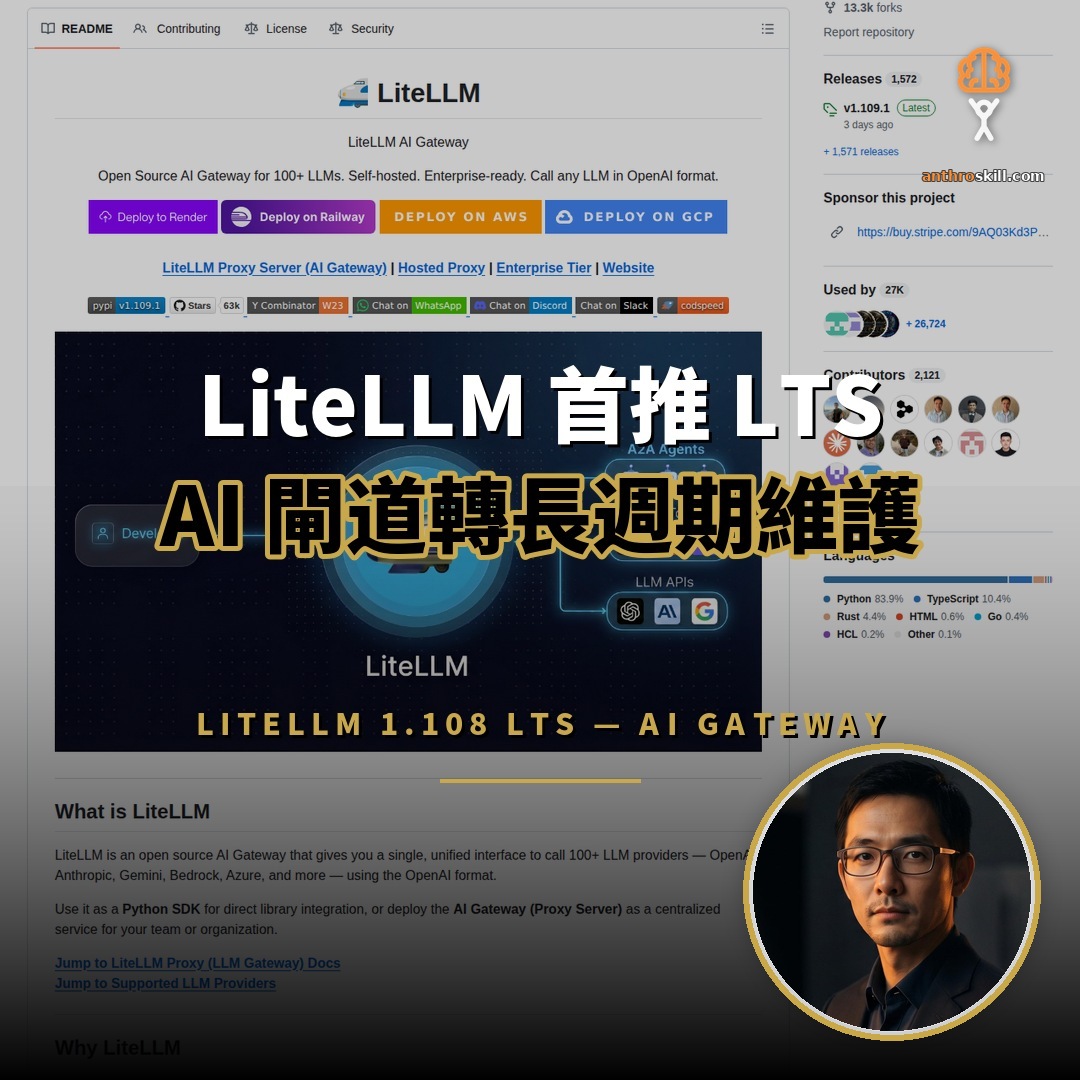 README
Contributing
License
Security
LiteLLM
LiteLLM AI Gateway
Open Source AI Gateway for 100+ LLMs. Self-hosted. Enterprise-ready. Call any LLM in OpenAI format.
Deploy to Render
Deploy on Railway
DEPLOY ON AWS
DEPLOY ON GCP
LiteLLM Proxy Server (AI Gateway) | Hosted Proxy | Enterprise Tier | Website
pypi v1.109.1
Stars 63k
Y Combinator W23
Chat on WhatsApp
Chat on Discord
Chat on Slack
codspeed
13.3k forks
Report repository
Releases 1,572
v1.109.1 Latest
3 days ago
+ 1,571 releases
anthroskill.com
Sponsor this project
https://buy.stripe.com/9AQ03Kd3P...
Used by 27K
+ 26,724
Contributors 2,121
LiteLLM 首推 LTS
A2A Agents
AI 閘道轉長週期維護
LLM APIs
LiteLLM
LITELLM 1.108 LTS — AI GATEWAY
Languages
Python 83.9%
TypeScript 10.4%
Rust 4.4%
HTML 0.6%
Go 0.4%
HCL 0.2%
Other 0.1%
What is LiteLLM
LiteLLM is an open source AI Gateway that gives you a single, unified interface to call 100+ LLM providers —
Anthropic, Gemini, Bedrock, Azure, and more — using the OpenAI format.
Use it as a Python SDK for direct library integration, or deploy the AI Gateway (Proxy Server) as a centralized
service for your team or organization.
Jump to LiteLLM Proxy (LLM Gateway) Docs
Jump to Supported LLM Providers
Why LiteLLM